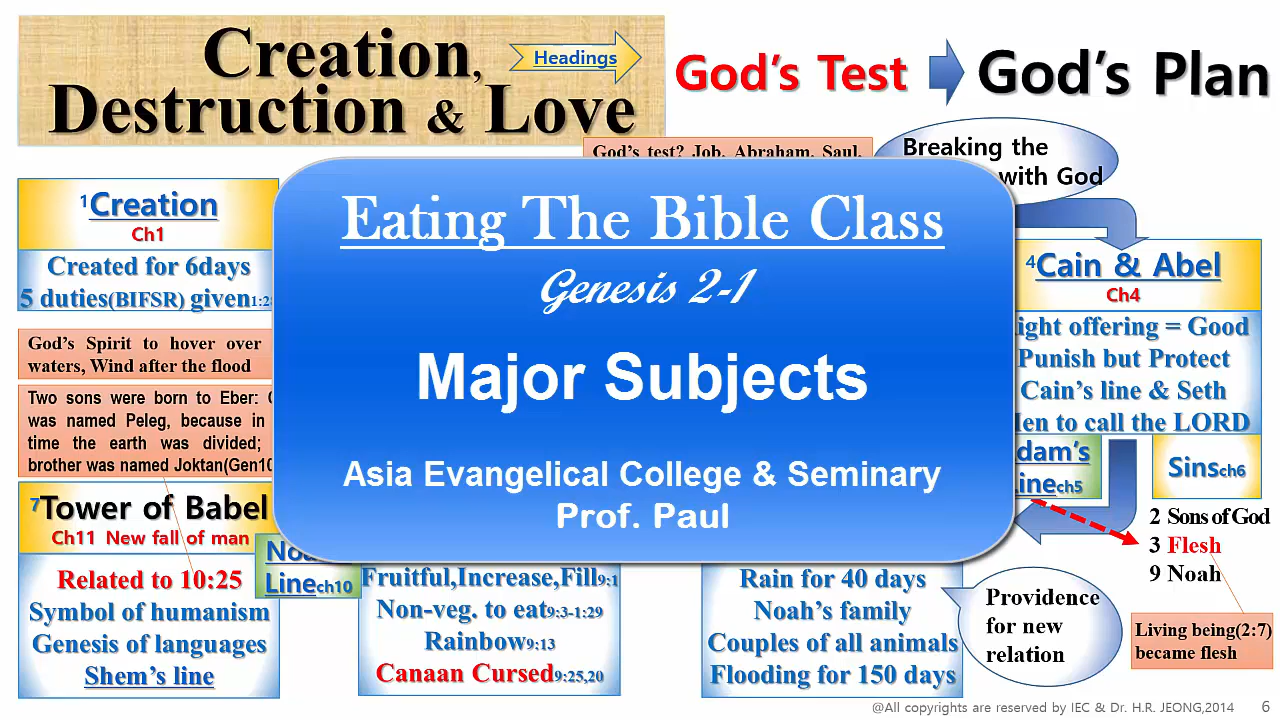 Creation,
Destruction & Love
Headings
God's Test
God's Plan
God's test? Job, Abraham, Saul,
Breaking the
with God
1Creation
Ch1
Created for 6days
5 duties(BIFSR) given1:28
God's Spirit to hover over
waters, Wind after the flood
Two sons were born to Eber:
was named Peleg, because in
time the earth was divided;
brother was named Joktan(Gen10
7Tower of Babel
Ch11 New fall of man
Related to 10:25
Symbol of humanism
Genesis of languages
Shem's line
Linech10
Eating The Bible Class
Genesis 2-1
Major Subjects
Asia Evangelical College & Seminary
Prof. Paul
Fruitful,Increase,Fill9:1
Non-veg. to eat9:3-1:29
Rainbow9:13
Canaan Cursed9:25,20
Rain for 40 days
Noah's family
Couples of all animals
Flooding for 150 days
4Cain & Abel
Ch4
ight offering = Good
Punish but Protect
Cain's line & Seth
Men to call the LORD
dam's
Linech5
Sinsch6
2 Sons of God
3 Flesh
9 Noah
Providence
for new
relation
Living being(2:7)
became flesh
@All copyrights are reserved by IEC & Dr. H.R. JEONG,2014
6